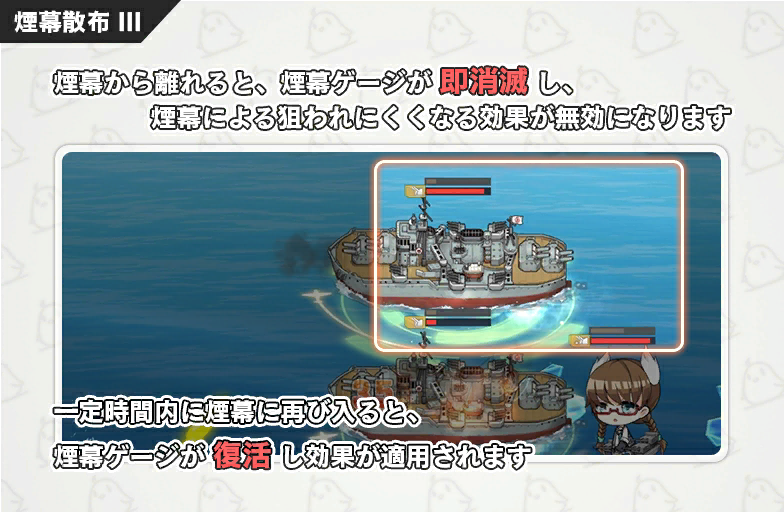 煙幕散布 III
煙幕から離れると、煙幕ゲージが 即消滅 し、
煙幕による狙われにくくなる効果が無効になります
一定時間内に煙幕に再び入ると、
煙幕ゲージが 復活 し効果が適用されます